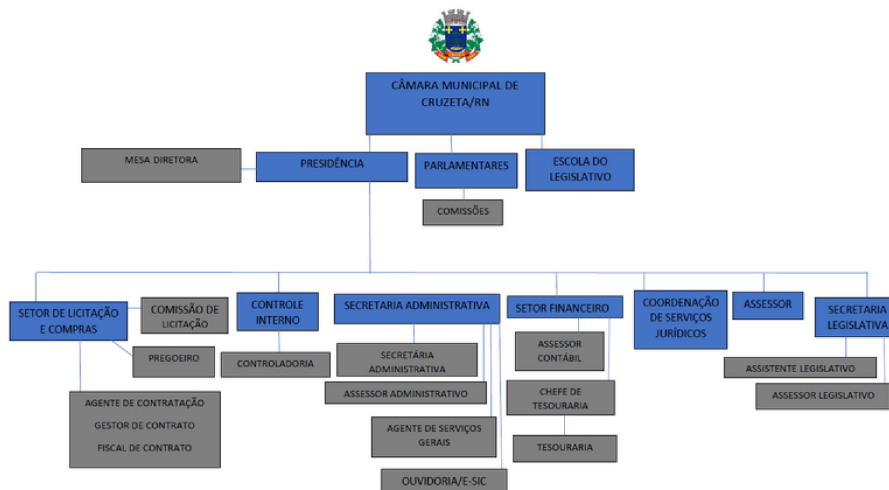 CÂMARA MUNICIPAL DE
CRUZETA/RN
MESA DIRETORA
PRESIDÊNCIA
PARLAMENTARES
ESCOLA DO
LEGISLATIVO
COMISSÕES
SETOR DE LICITAÇÃO
E COMPRAS
COMISSÃO DE
LICITAÇÃO
PREGOEIRO
AGENTE DE CONTRATAÇÃO
GESTOR DE CONTRATO
FISCAL DE CONTRATO
CONTROLE
INTERNO
CONTROLADORIA
SECRETARIA ADMINISTRATIVA
SECRETÁRIA
ADMINISTRATIVA
ASSESSOR ADMINISTRATIVO
AGENTE DE SERVIÇOS
GERAIS
OUVIDORIA/E-SIC
SETOR FINANCEIRO
ASSESSOR
CONTÁBIL
CHEFE DE
TESOURARIA
TESOURARIA
COORDENAÇÃO
DE SERVIÇOS
JURÍDICOS
ASSESSOR
SECRETARIA
LEGISLATIVA
ASSISTENTE LEGISLATIVO
ASSESSOR LEGISLATIVO